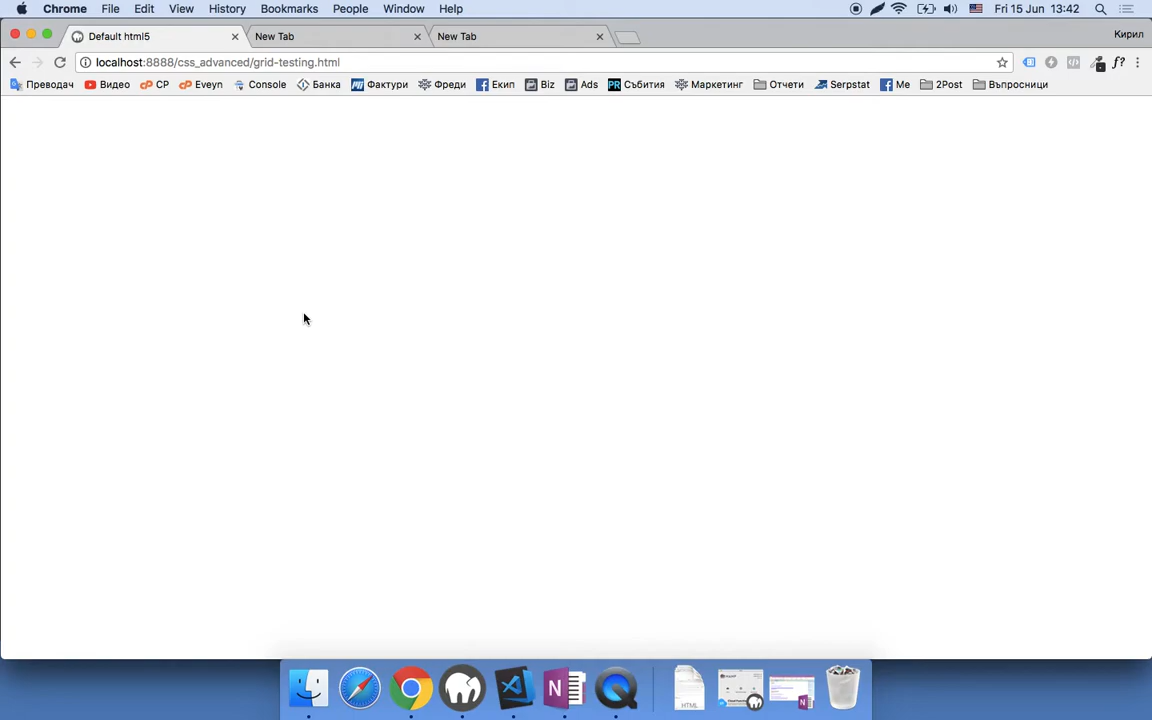 Chrome File Edit View History Bookmarks People Window Help Fri 15 Jun 13:42
Default html5 New Tab New Tab Кирил
localhost:8888/css_advanced/grid-testing.html f?
Преводач Видео CP Eveyn Console Банка Фактури Фреди Екип Biz Ads Събития Маркетинг Отчети Serpstat Me 2Post Въпросници
HTML